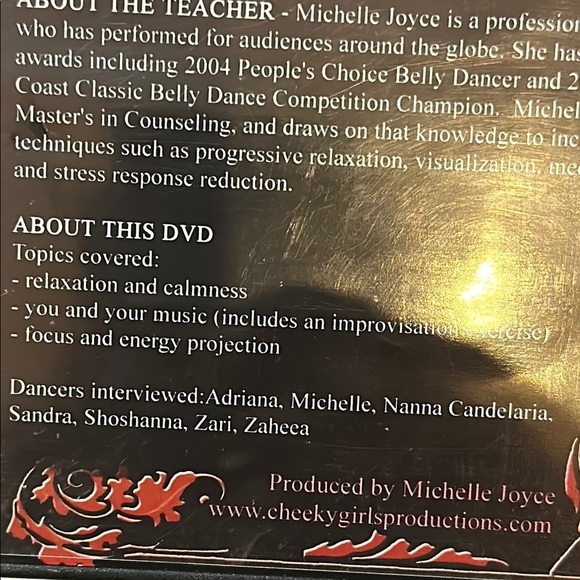 ABOUT THE TEACHER - Michelle Joyce is a profession
who has performed for audiences around the globe. She has
awards including 2004 People's Choice Belly Dancer and 2
Coast Classic Belly Dance Competition Champion. Michel
Master's in Counseling, and draws on that knowledge to inc
techniques such as progressive relaxation, visualization, me
and stress response reduction.
ABOUT THIS DVD
Topics covered:
- relaxation and calmness
- you and your music (includes an improvisation exercise)
- focus and energy projection
Dancers interviewed:Adriana, Michelle, Nanna Candelaria,
Sandra, Shoshanna, Zari, Zaheea
Produced by Michelle Joyce
www.cheekygirlsproductions.com